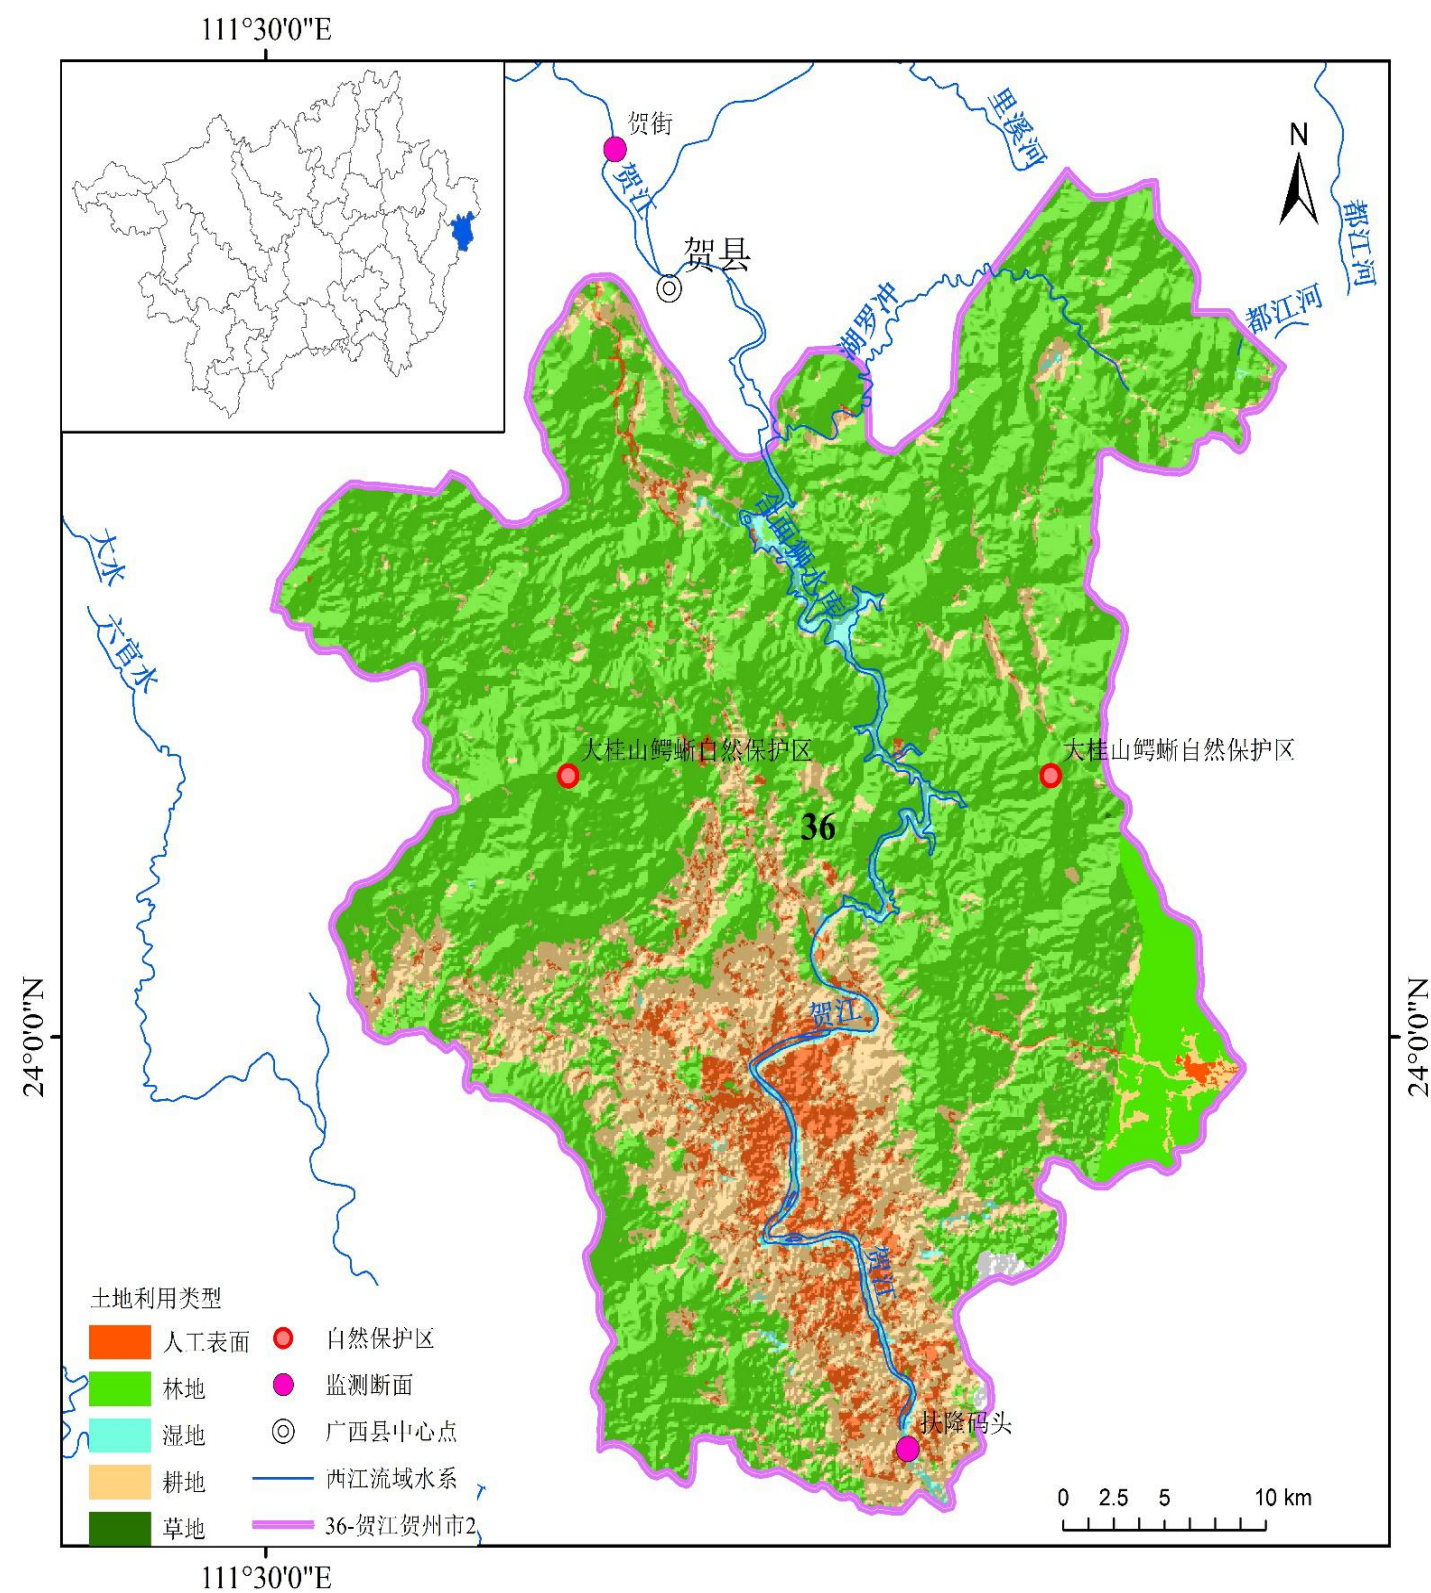 111°30'0"E
贺街
里溪河
N
贺江
都江河
贺县
都江河
湖罗冲
合面狮水库
大水
六官水
大桂山鳄蜥自然保护区
大桂山鳄蜥自然保护区
36
24°0'0"N
24°0'0"N
贺江
贺江
土地利用类型
人工表面
自然保护区
林地
监测断面
湿地
广西县中心点
耕地
西江流域水系
草地
36-贺江贺州市2
扶隆码头
0 2.5 5 10 km
111°30'0"E